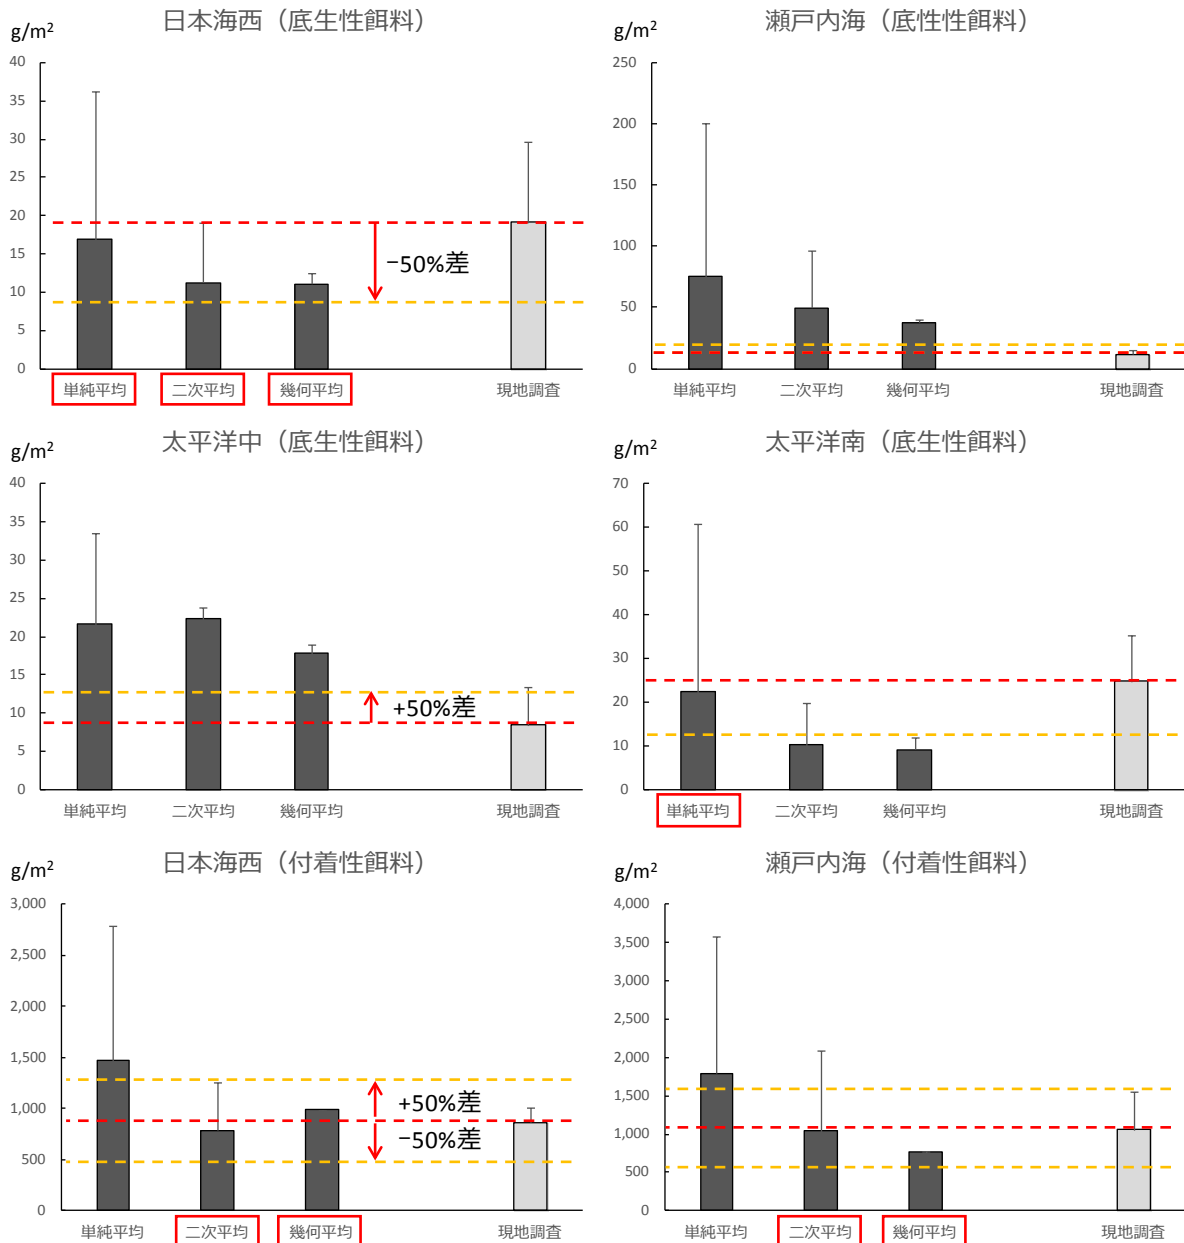 日本海西（底生性餌料）
g/m²
40
35
30
25
20
15
10
5
0
−50%差
単純平均
二次平均
幾何平均
現地調査
瀬戸内海（底性性餌料）
g/m²
250
200
150
100
50
0
単純平均
二次平均
幾何平均
現地調査
太平洋中（底生性餌料）
g/m²
40
35
30
25
20
15
10
5
0
+50%差
単純平均
二次平均
幾何平均
現地調査
太平洋南（底生性餌料）
g/m²
70
60
50
40
30
20
10
0
単純平均
二次平均
幾何平均
現地調査
日本海西（付着性餌料）
g/m²
3,000
2,500
2,000
1,500
1,000
500
0
+50%差
−50%差
単純平均
二次平均
幾何平均
現地調査
瀬戸内海（付着性餌料）
g/m²
4,000
3,500
3,000
2,500
2,000
1,500
1,000
500
0
単純平均
二次平均
幾何平均
現地調査